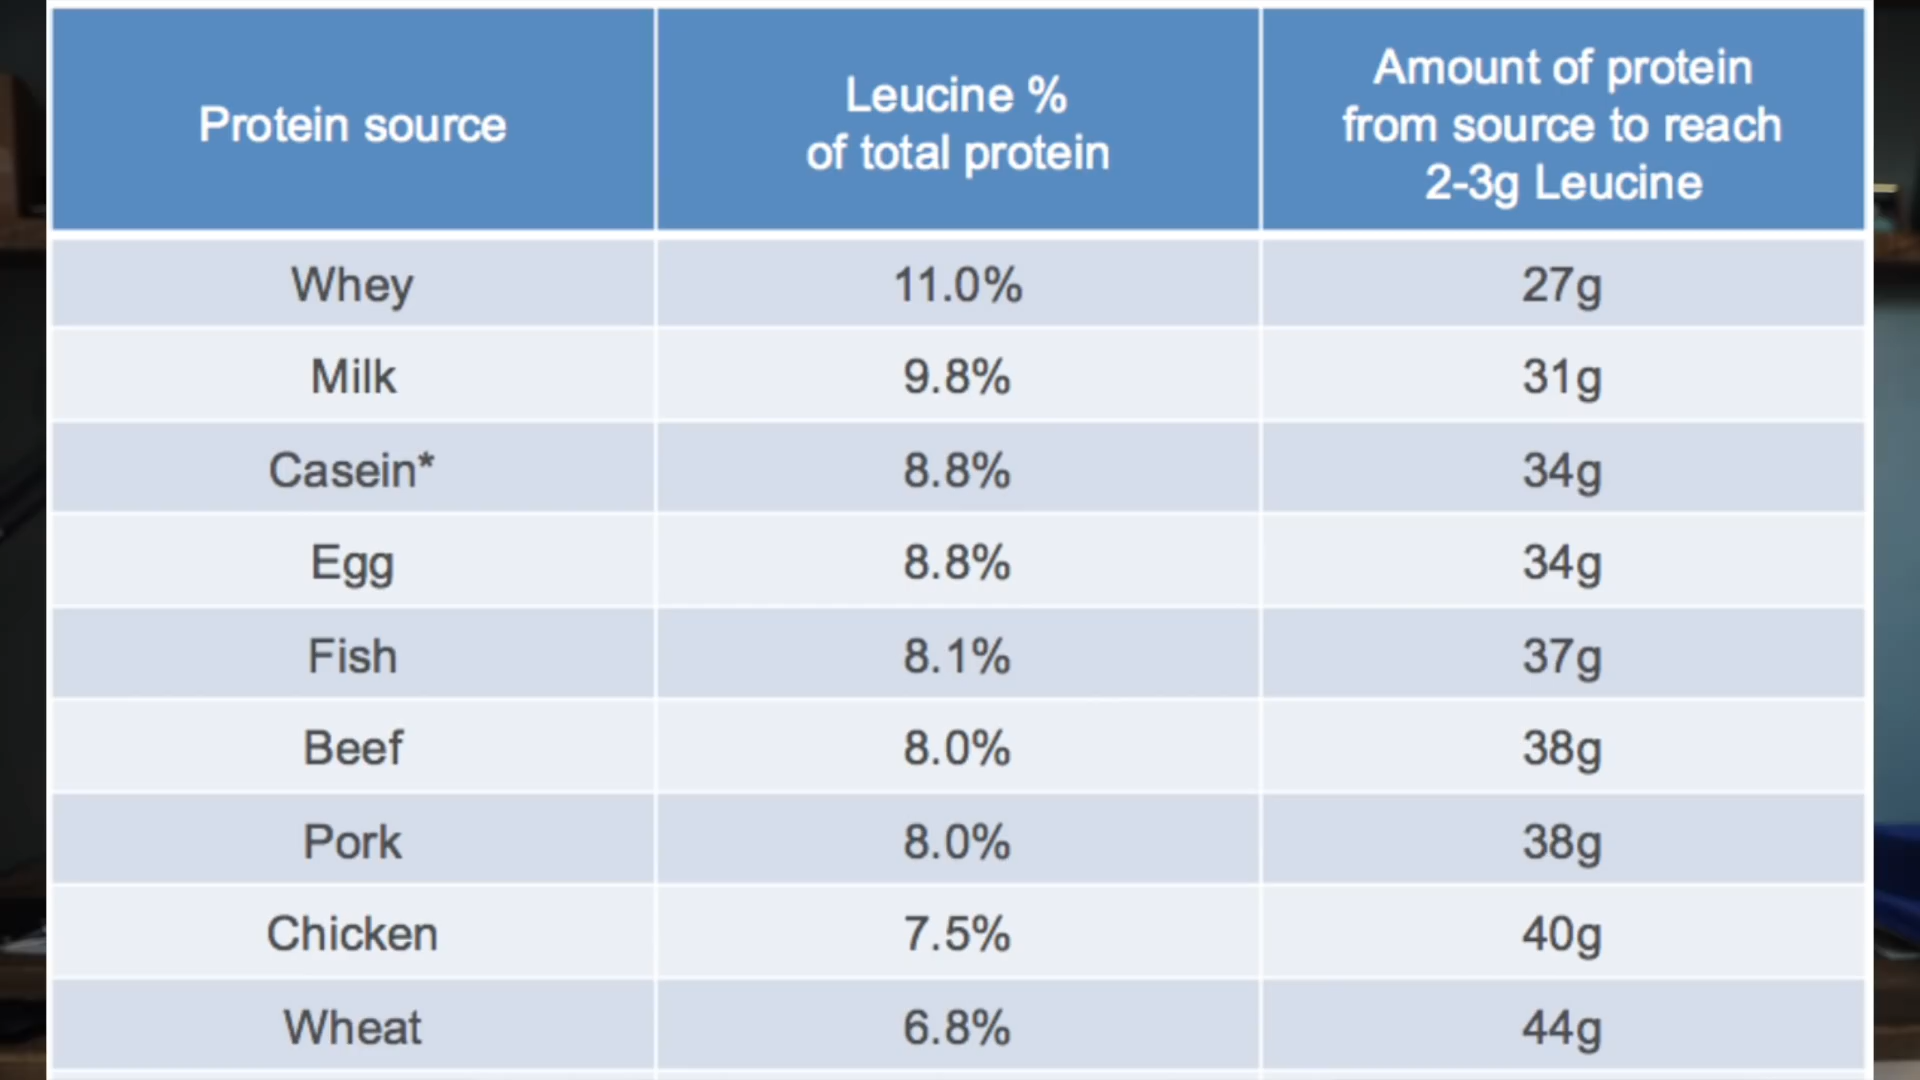 Protein source
Leucine %
of total protein
Amount of protein
from source to reach
2-3g Leucine
Whey 11.0% 27g
Milk 9.8% 31g
Casein* 8.8% 34g
Egg 8.8% 34g
Fish 8.1% 37g
Beef 8.0% 38g
Pork 8.0% 38g
Chicken 7.5% 40g
Wheat 6.8% 44g